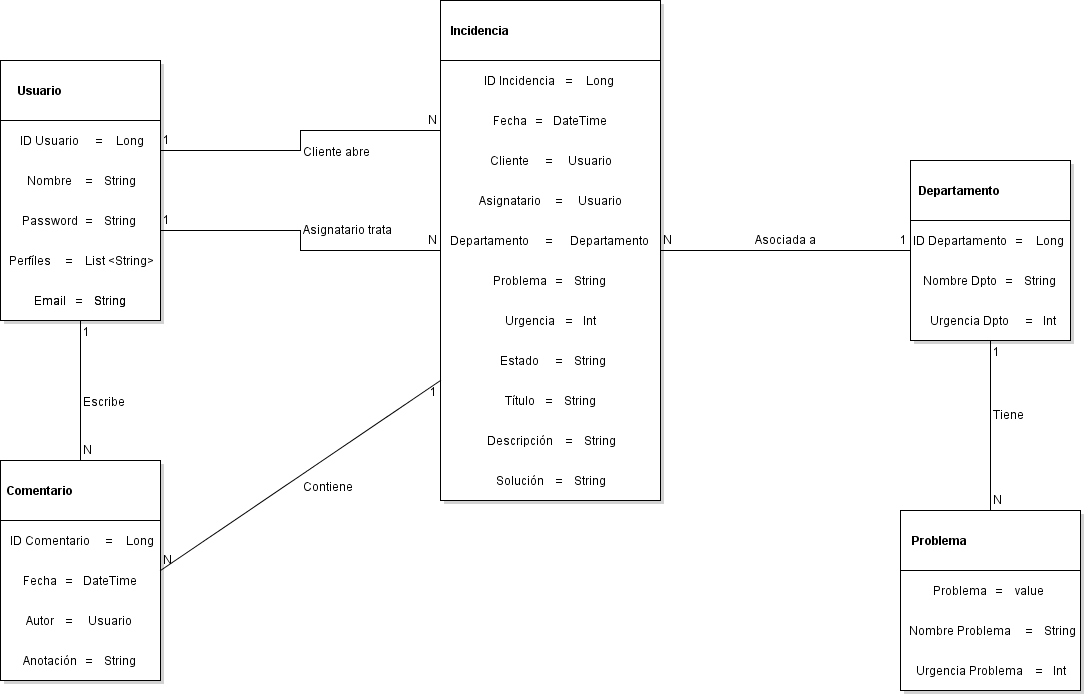 Usuario
ID Usuario = Long
Nombre = String
Password = String
Perfíles = List <String>
Email = String
1
Cliente abre
N
1
Asignatario trata
N
1
Escribe
N
Comentario
ID Comentario = Long
Fecha = DateTime
Autor = Usuario
Anotación = String
N
Contiene
1
Incidencia
ID Incidencia = Long
Fecha = DateTime
Cliente = Usuario
Asignatario = Usuario
Departamento = Departamento
Problema = String
Urgencia = Int
Estado = String
Título = String
Descripción = String
Solución = String
N
Asociada a
1
Departamento
ID Departamento = Long
Nombre Dpto = String
Urgencia Dpto = Int
1
Tiene
N
Problema
Problema = value
Nombre Problema = String
Urgencia Problema = Int